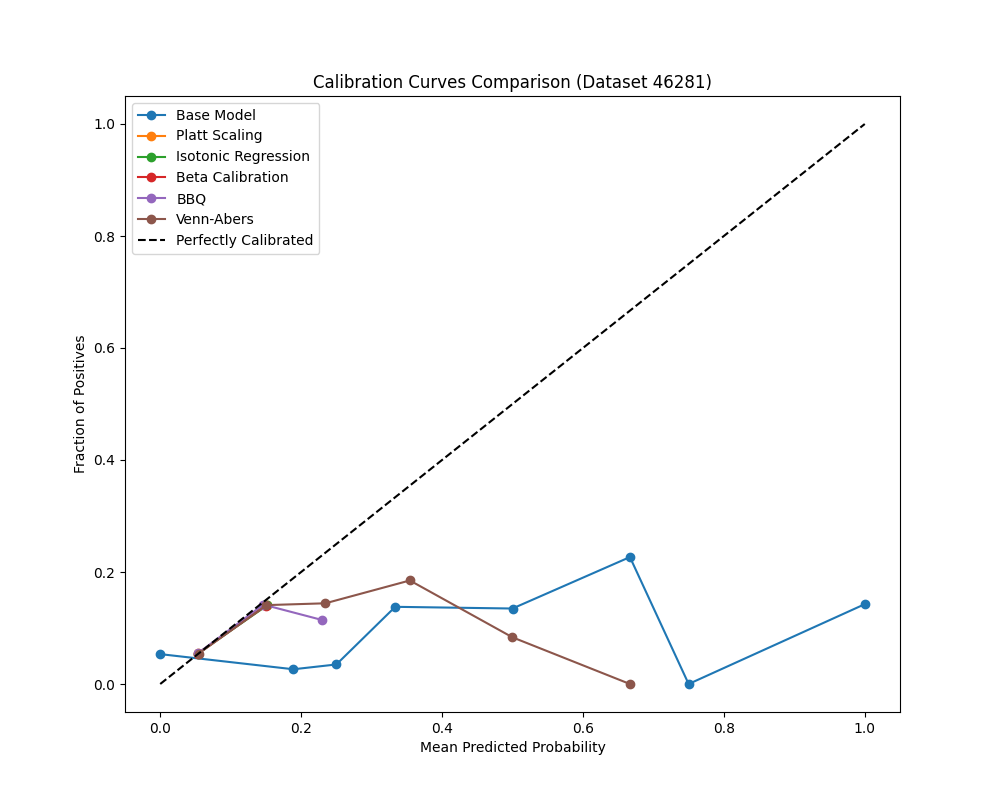 Calibration Curves Comparison (Dataset 46281)
Base Model
Platt Scaling
Isotonic Regression
Beta Calibration
BBQ
Venn-Abers
Perfectly Calibrated
1.0
0.8
0.6
0.4
0.2
0.0
Fraction of Positives
0.0 0.2 0.4 0.6 0.8 1.0
Mean Predicted Probability